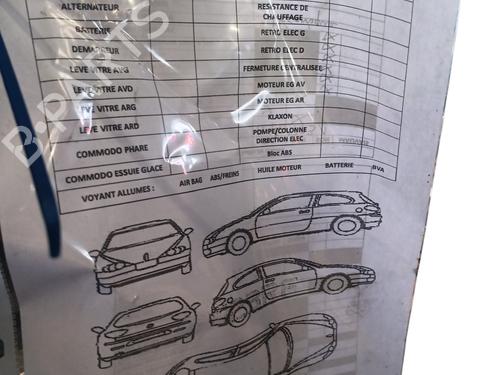 ALTERNATEUR RESISTANCE DE CHAUFFAGE
BATTERIE RETRO ELEC G
DEMARREUR RETRO ELEC D
LEVE VITRE AVG FERMETURE CENTRALISEE
LEVE VITRE AVD MOTEUR EG AV
LEVE VITRE ARG MOTEUR EG AR
LEVE VITRE ARD KLAXON
COMMODO PHARE POMPE/COLONNE DIRECTION ELEC
COMMODO ESSUIE GLACE Bloc ABS
VOYANT ALLUMES : AIR BAG ABS/FREINS HUILE MOTEUR BATTERIE BVA